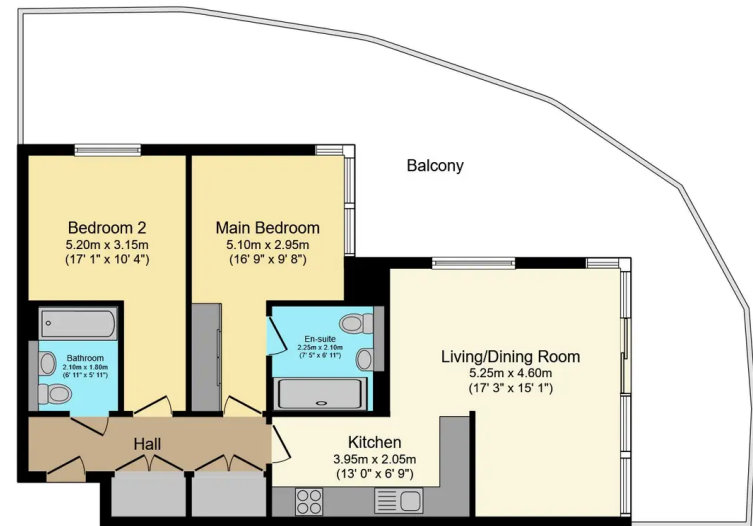 Balcony
Bedroom 2
5.20m x 3.15m
(17' 1" x 10' 4")
Main Bedroom
5.10m x 2.95m
(16' 9" x 9' 8")
Bathroom
2.10m x 1.80m
(6' 11" x 5' 11")
En-suite
2.25m x 2.10m
(7' 5" x 6' 11")
Living/Dining Room
5.25m x 4.60m
(17' 3" x 15' 1")
Hall
Kitchen
3.95m x 2.05m
(13' 0" x 6' 9")